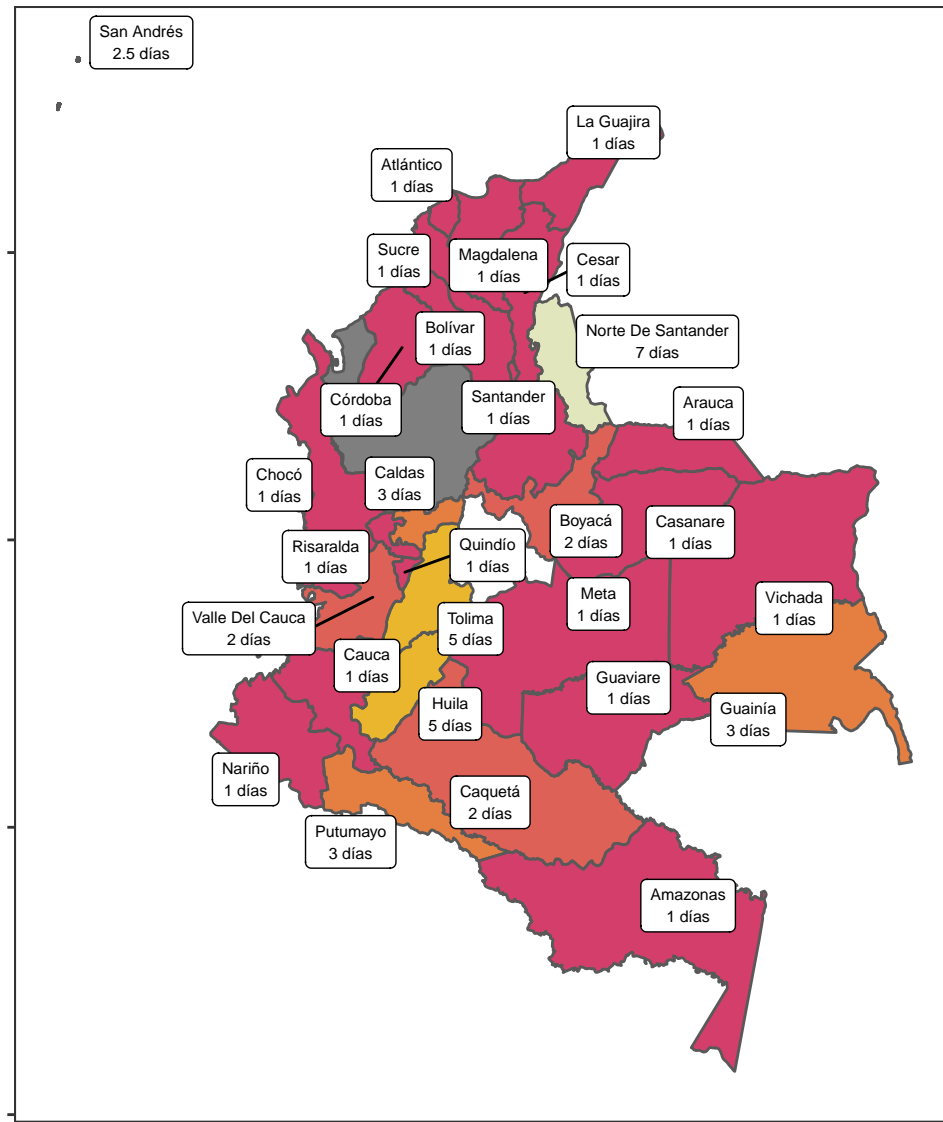 San Andrés
2.5 días
La Guajira
1 días
Atlántico
1 días
Sucre
1 días
Magdalena
1 días
Cesar
1 días
Bolívar
1 días
Norte De Santander
7 días
Córdoba
1 días
Santander
1 días
Arauca
1 días
Chocó
1 días
Caldas
3 días
Boyacá
2 días
Casanare
1 días
Risaralda
1 días
Quindío
1 días
Meta
1 días
Vichada
1 días
Valle Del Cauca
2 días
Tolima
5 días
Cauca
1 días
Guaviare
1 días
Huila
5 días
Guainía
3 días
Nariño
1 días
Caquetá
2 días
Putumayo
3 días
Amazonas
1 días